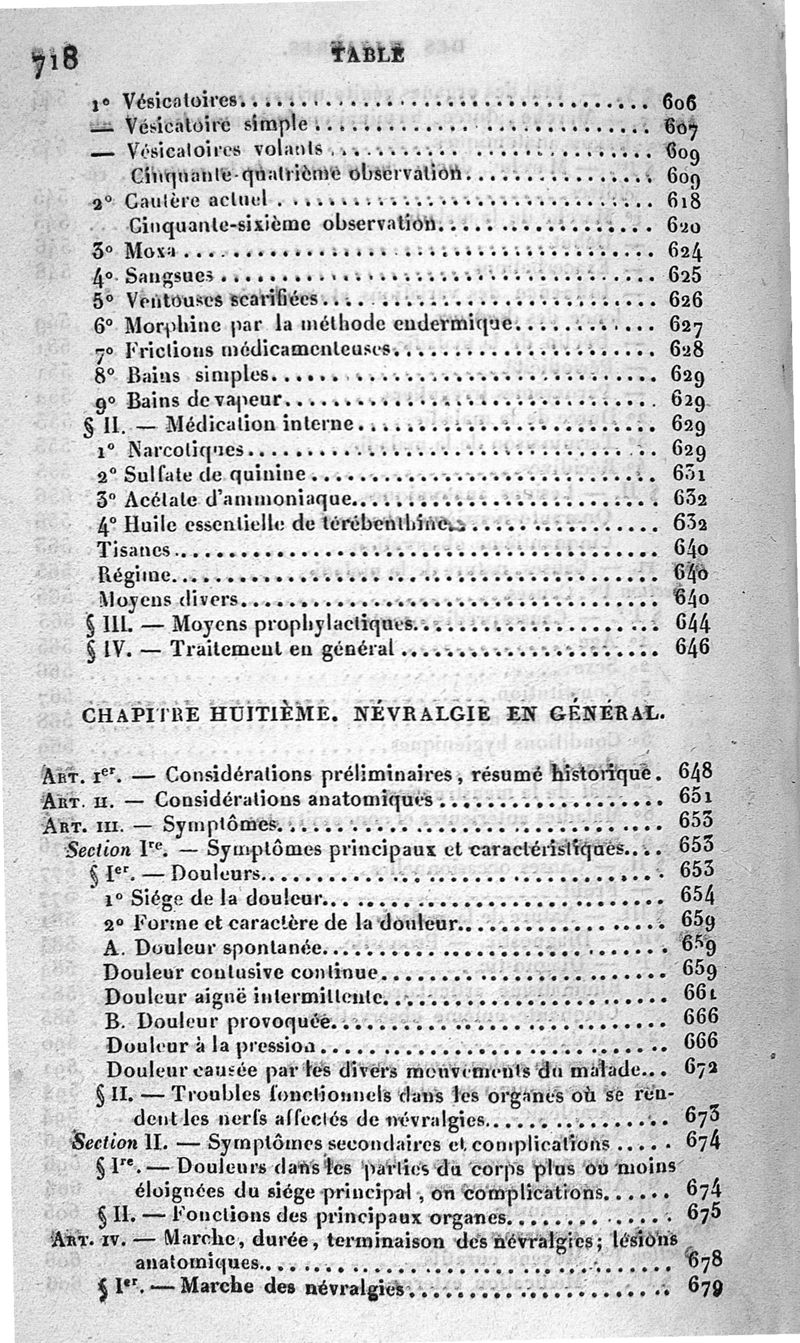 718 TABLE
1° Vésicatoires........ 606
— Vésicatoire simple........ 607
— Vésicatoires volants........ 609
Cinquante-quatrième observation........ 609
2° Cautère actuel........ 618
Cinquante-sixième observation........ 620
3° Moxa........ 624
4° Sangsues........ 625
5° Ventouses scarifiées........ 626
6° Morphine par la méthode endermique........ 627
7° Frictions médicamenteuses........ 628
8° Bains simples........ 629
9° Bains de vapeur........ 629
§ II. — Médication interne........ 629
1° Narcotiques........ 629
2° Sulfate de quinine........ 631
3° Acétate d'ammoniaque........ 632
4° Huile essentielle de térébenthine........ 632
Tisanes........ 640
Régime........ 640
Moyens divers........ 640
§ III. — Moyens prophylactiques........ 644
§ IV. — Traitement en général........ 646
CHAPITRE HUITIÈME. NÉVRALGIE EN GÉNÉRAL.
ART. Ier. — Considérations préliminaires, résumé historique. 648
ART. II. — Considérations anatomiques........ 651
ART. III. — Symptômes........ 653
Section Ire. — Symptômes principaux et caractéristiques.... 653
§ Ier. — Douleurs........ 653
1° Siége de la douleur........ 654
2° Forme et caractère de la douleur........ 659
A. Douleur spontanée........ 659
Douleur contusive continue........ 659
Douleur aiguë intermittente........ 661
B. Douleur provoquée........ 666
Douleur à la pression........ 666
Douleur causée par les divers mouvements du malade... 672
§ II. — Troubles fonctionnels dans les organes où se ren-
dent les nerfs affectés de névralgies........ 673
Section II. — Symptômes secondaires et complications..... 674
§ Ire. — Douleurs dans les parties du corps plus ou moins
éloignées du siége principal, ou complications...... 674
§ II. — Fonctions des principaux organes........ 675
ART. IV. — Marche, durée, terminaison des névralgies; lésions
anatomiques........ 678
§ Ier. — Marche des névralgies........ 679